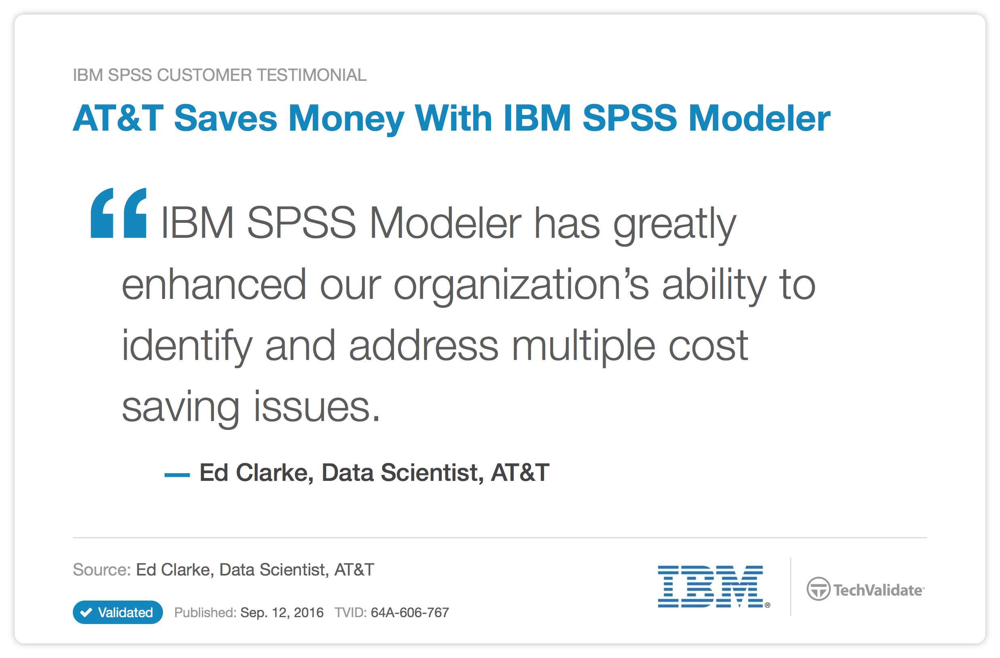 IBM SPSS CUSTOMER TESTIMONIAL
AT&T Saves Money With IBM SPSS Modeler
“IBM SPSS Modeler has greatly
enhanced our organization’s ability to
identify and address multiple cost
saving issues.
— Ed Clarke, Data Scientist, AT&T
Source: Ed Clarke, Data Scientist, AT&T
IBM®
TechValidate™
✔ Validated Published: Sep. 12, 2016 TVID: 64A-606-767